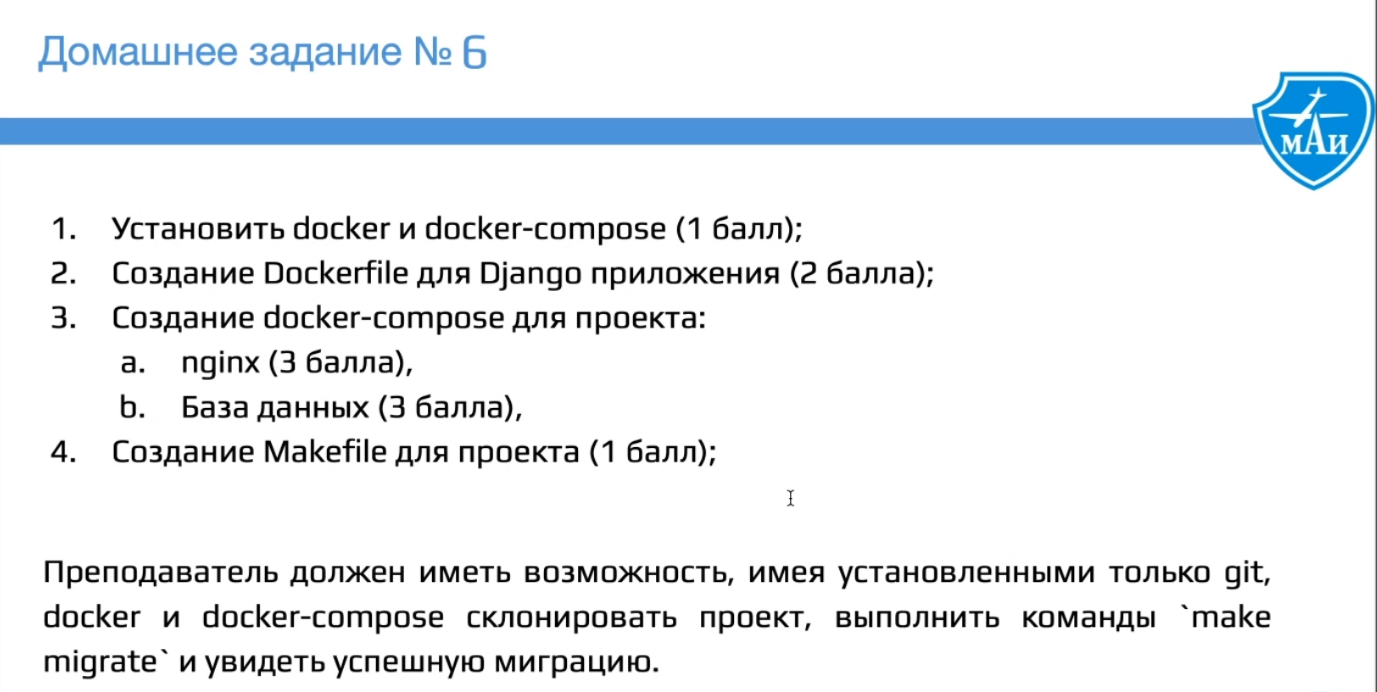 Домашнее задание № 6
МАИ
1. Установить docker и docker-compose (1 балл);
2. Создание Dockerfile для Django приложения (2 балла);
3. Создание docker-compose для проекта:
a. nginx (3 балла),
b. База данных (3 балла),
4. Создание Makefile для проекта (1 балл);
Преподаватель должен иметь возможность, имея установленными только git,
docker и docker-compose склонировать проект, выполнить команды `make
migrate` и увидеть успешную миграцию.